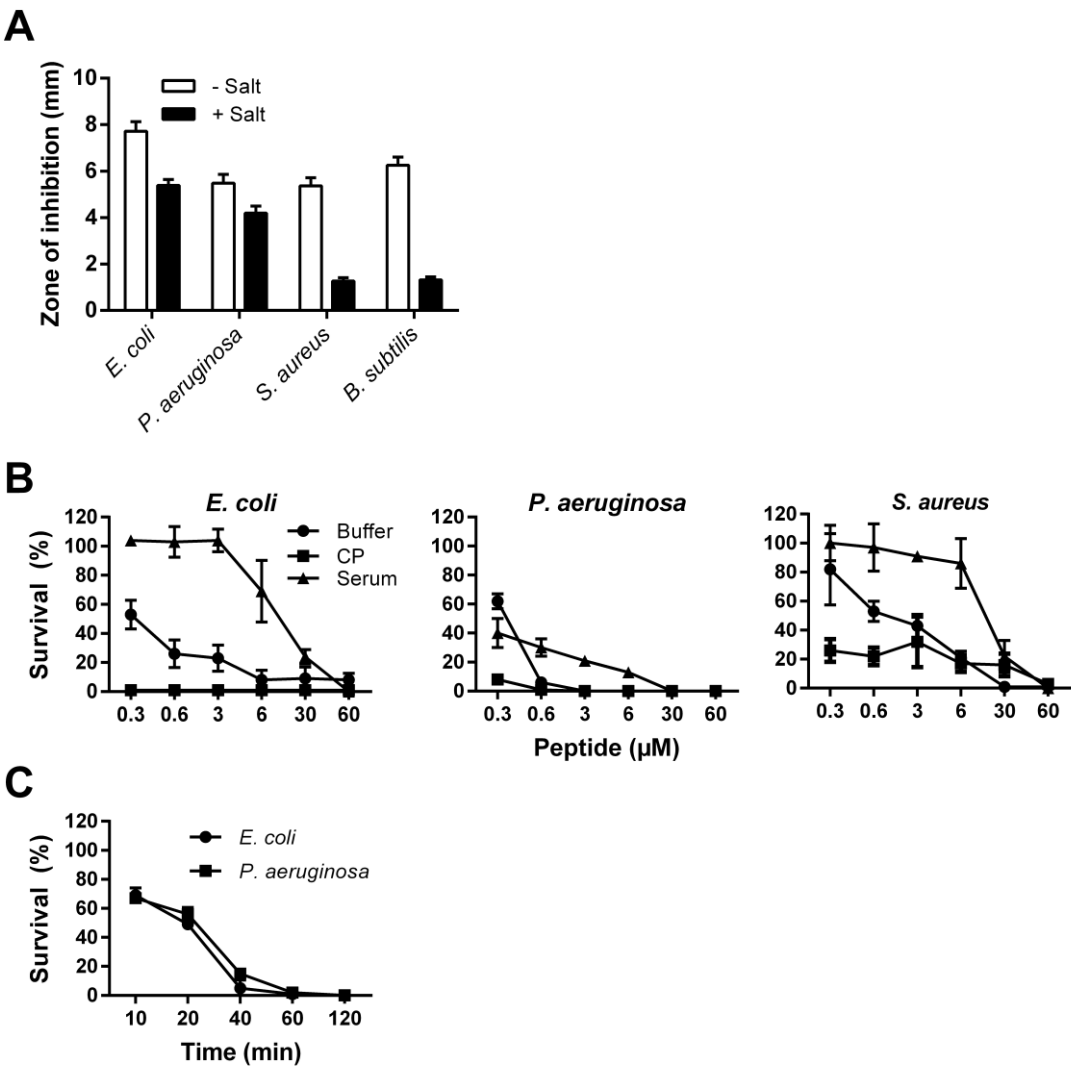 A
Zone of inhibition (mm)
10
8
6
4
2
0
- Salt
+ Salt
E. coli
P. aeruginosa
S. aureus
B. subtilis
B
Survival (%)
E. coli
120
100
80
60
40
20
0
Buffer
CP
Serum
0.3 0.6 3 6 30 60
P. aeruginosa
120
100
80
60
40
20
0
0.3 0.6 3 6 30 60
S. aureus
120
100
80
60
40
20
0
0.3 0.6 3 6 30 60
Peptide (µM)
C
Survival (%)
120
100
80
60
40
20
0
E. coli
P. aeruginosa
10 20 40 60 120
Time (min)